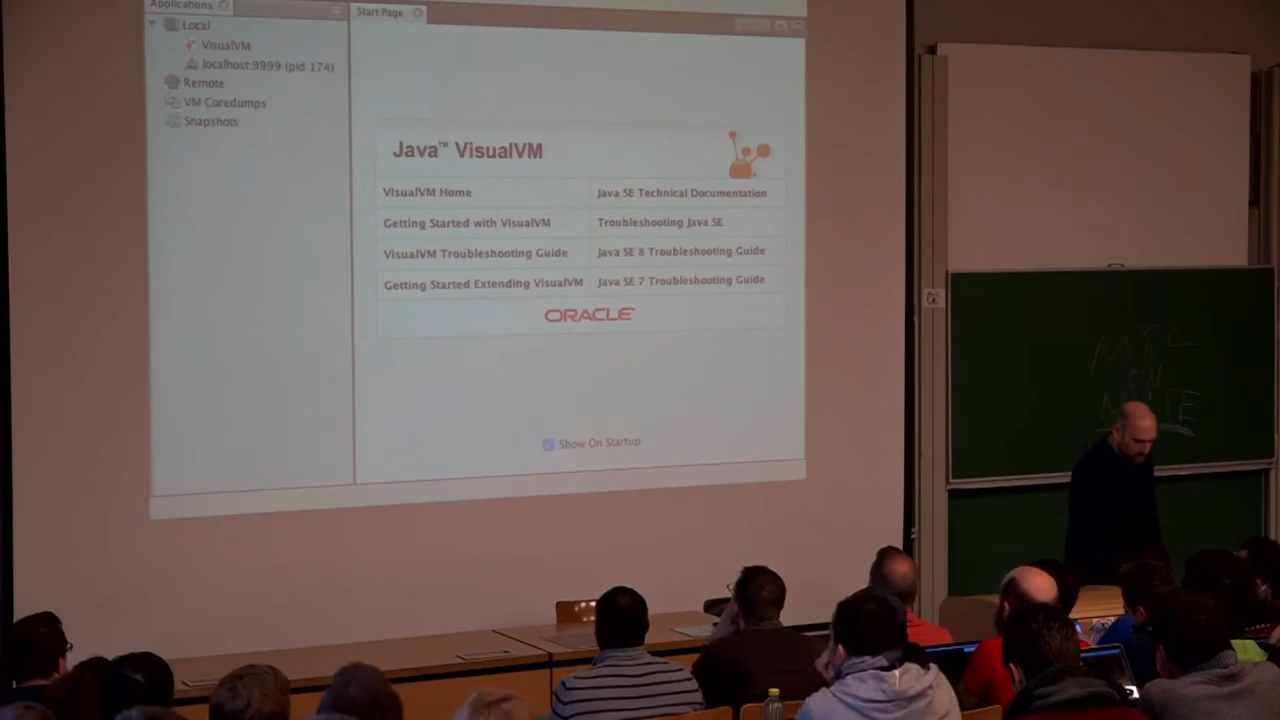 Applications
Start Page
Local
VisualVM
localhost:9999 (pid 174)
Remote
VM Coredumps
Snapshots
Java™ VisualVM
VisualVM Home
Java SE Technical Documentation
Getting Started with VisualVM
Troubleshooting Java SE
VisualVM Troubleshooting Guide
Java SE 8 Troubleshooting Guide
Getting Started Extending VisualVM
Java SE 7 Troubleshooting Guide
ORACLE
Show On Startup
ON